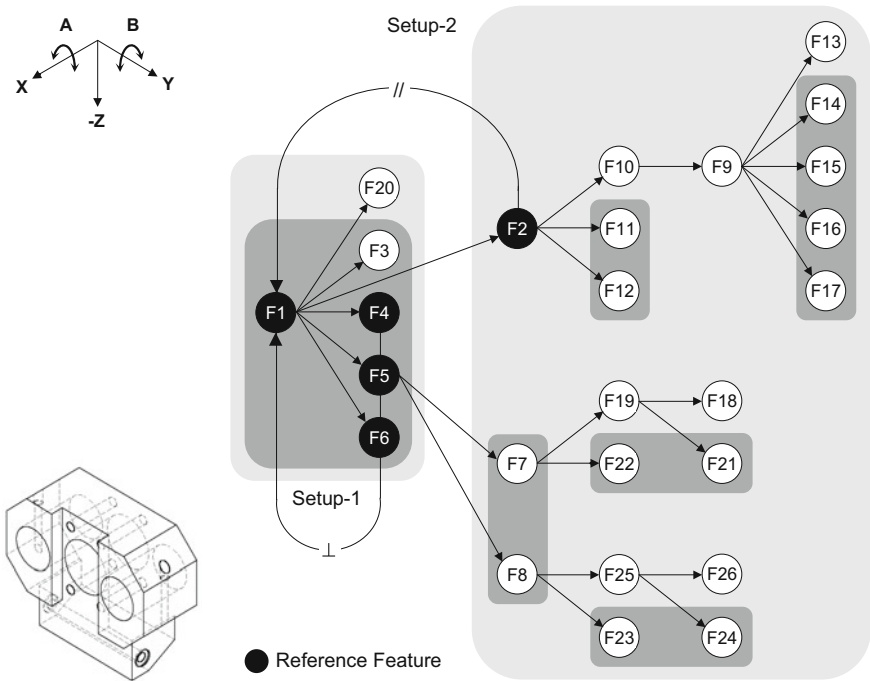 A B
X Y
-Z
Setup-2
//
F13
F14
F10 F9 F15
F20
F2 F11 F16
F3
F12 F17
F1 F4
F5
F19 F18
F6
F7 F22 F21
Setup-1
⊥
F8 F25 F26
F23 F24
Reference Feature